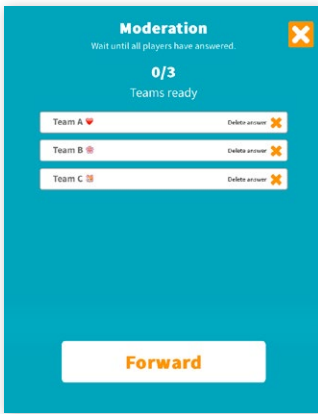 Moderation
Wait until all players have answered.
0/3
Teams ready
Team A ❤️ Delete answer
Team B 🌸 Delete answer
Team C 🐹 Delete answer
Forward